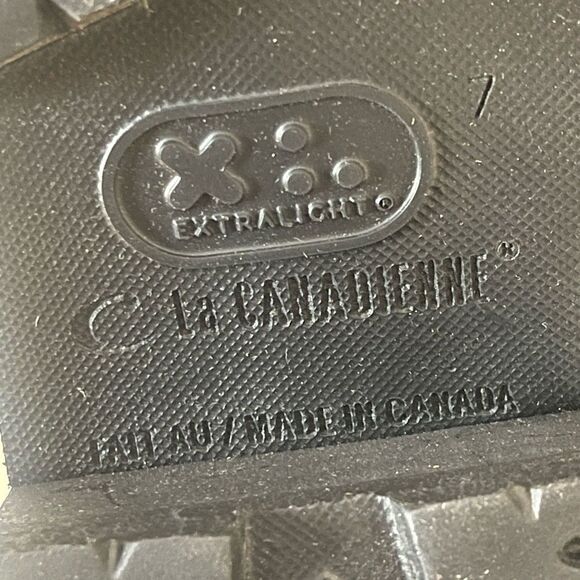 7
EXTRALIGHT®
La CANADIENNE®
FAIT AU / MADE IN CANADA